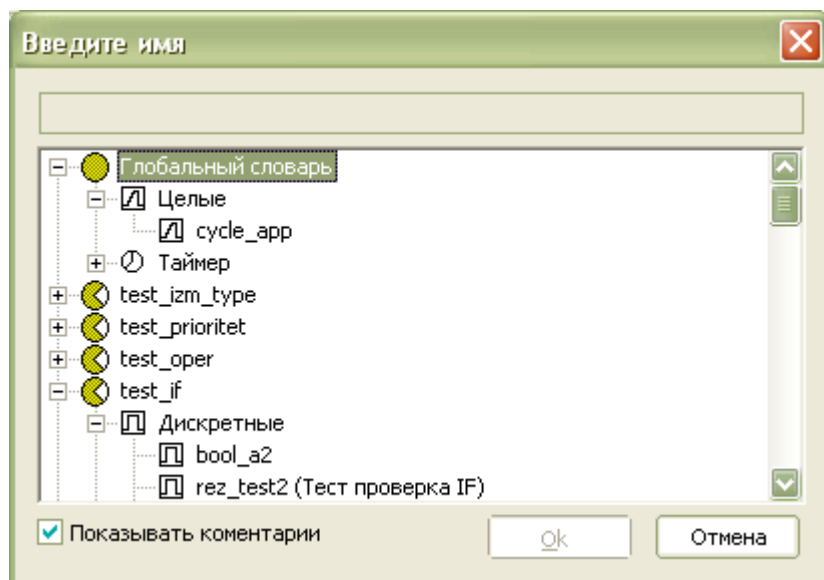 Введите имя
Глобальный словарь
Целые
cycle_app
Таймер
test_izm_type
test_prioritet
test_oper
test_if
Дискретные
bool_a2
rez_test2 (Тест проверка IF)
Показывать коментарии
Ok
Отмена